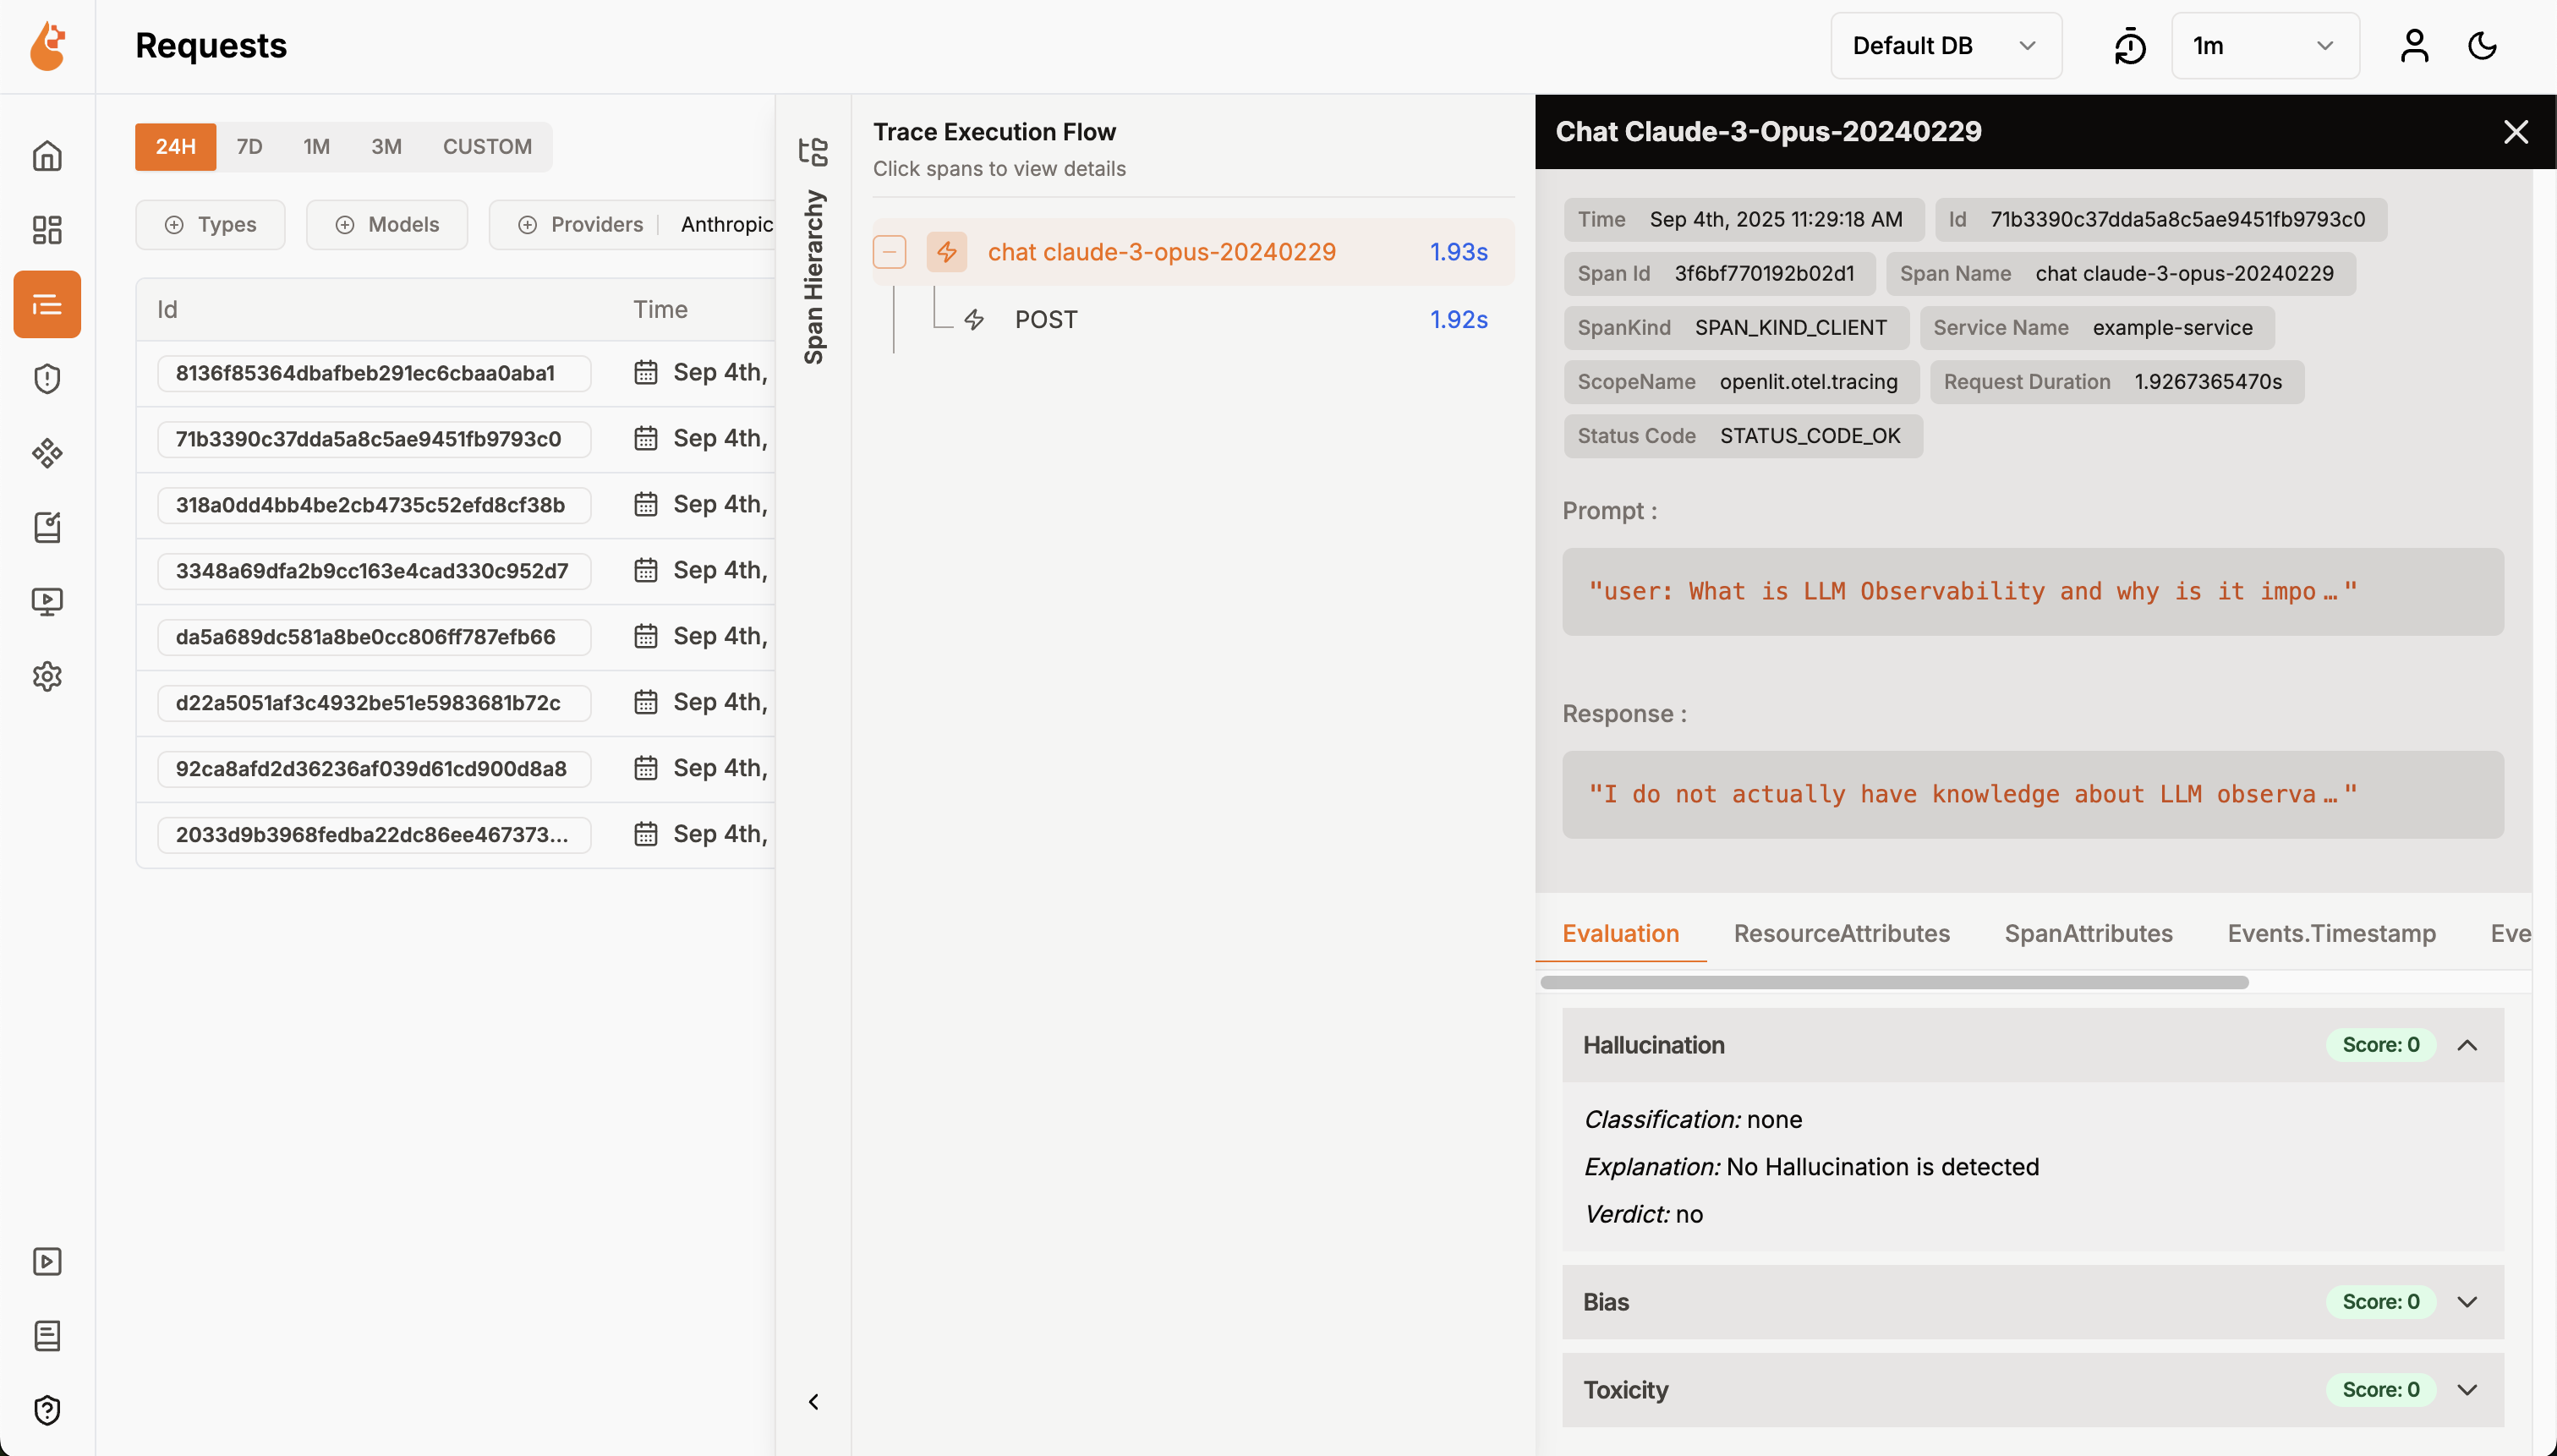 Requests
Default DB
1m
24H 7D 1M 3M CUSTOM
Types
Models
Providers Anthropic
Id Time
8136f85364dbafbeb291ec6cbaa0aba1 Sep 4th,
71b3390c37dda5a8c5ae9451fb9793c0 Sep 4th,
318a0dd4bb4be2cb4735c52efd8cf38b Sep 4th,
3348a69dfa2b9cc163e4cad330c952d7 Sep 4th,
da5a689dc581a8be0cc806ff787efb66 Sep 4th,
d22a5051af3c4932be51e5983681b72c Sep 4th,
92ca8afd2d36236af039d61cd900d8a8 Sep 4th,
2033d9b3968fedba22dc86ee467373... Sep 4th,
Span Hierarchy
Trace Execution Flow
Click spans to view details
chat claude-3-opus-20240229 1.93s
POST 1.92s
Chat Claude-3-Opus-20240229
Time Sep 4th, 2025 11:29:18 AM Id 71b3390c37dda5a8c5ae9451fb9793c0
Span Id 3f6bf770192b02d1 Span Name chat claude-3-opus-20240229
SpanKind SPAN_KIND_CLIENT Service Name example-service
ScopeName openlit.otel.tracing Request Duration 1.9267365470s
Status Code STATUS_CODE_OK
Prompt :
"user: What is LLM Observability and why is it impo…"
Response :
"I do not actually have knowledge about LLM observa…"
Evaluation ResourceAttributes SpanAttributes Events.Timestamp Eve
Hallucination Score: 0
Classification: none
Explanation: No Hallucination is detected
Verdict: no
Bias Score: 0
Toxicity Score: 0